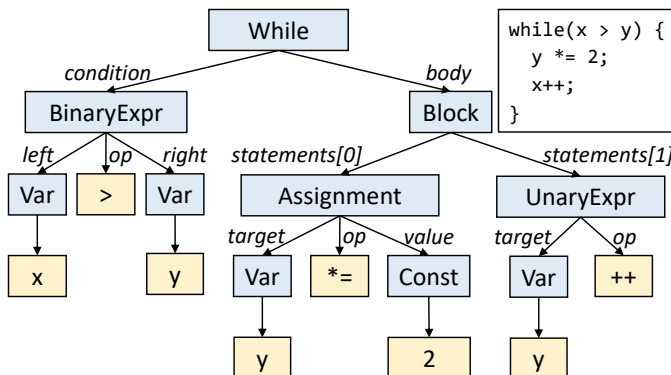 While
while(x > y) {
y *= 2;
x++;
}
condition
body
BinaryExpr
Block
left
op
right
statements[0]
statements[1]
Var
>
Var
Assignment
UnaryExpr
target
op
value
target
op
x
y
Var
*=
Const
Var
++
y
2
y